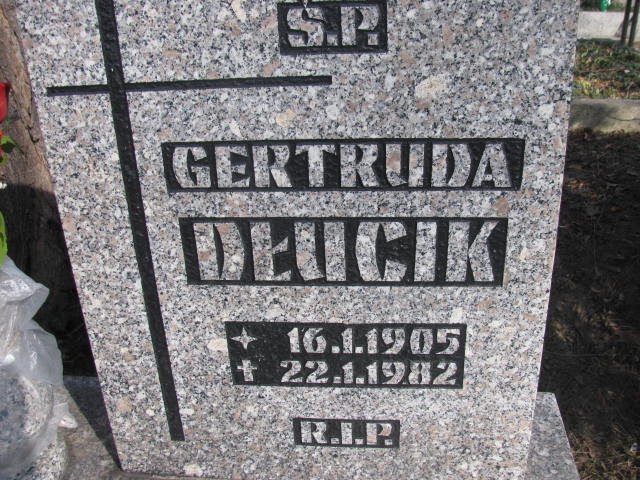 Ś.P.
GERTRUDA
DŁUCIK
16.1.1905
22.1.1982
R.I.P.